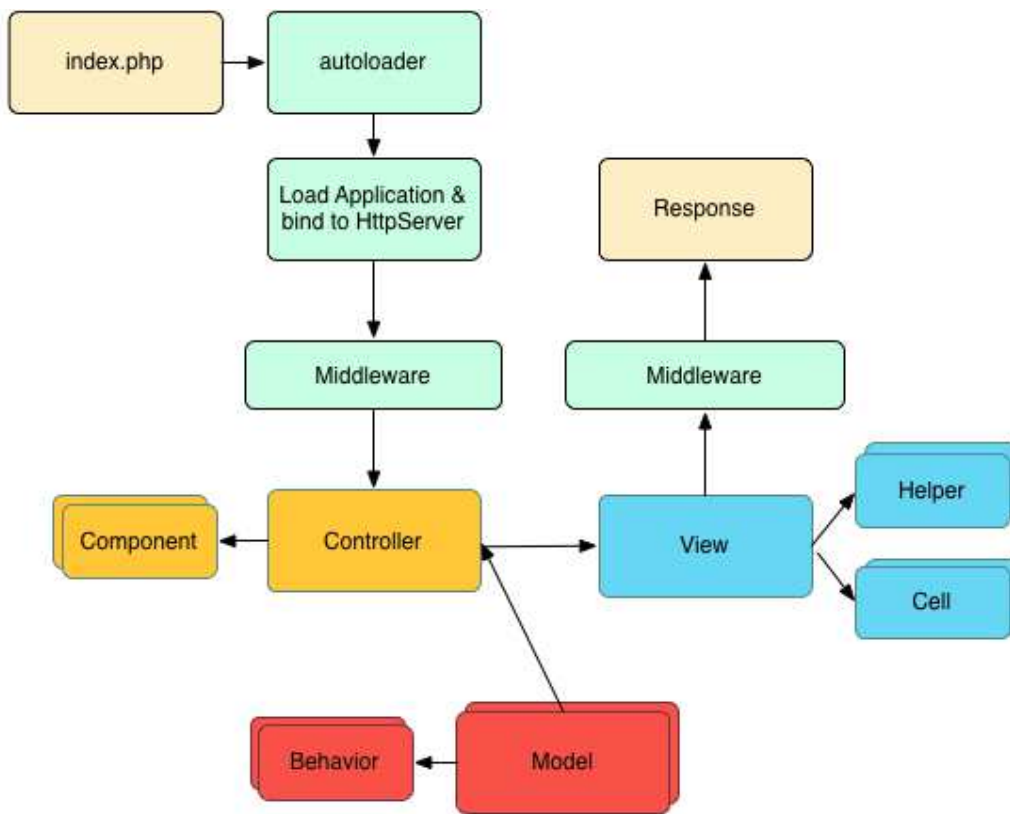 index.php
autoloader
Load Application &
bind to HttpServer
Response
Middleware
Middleware
Component
Controller
View
Helper
Cell
Behavior
Model